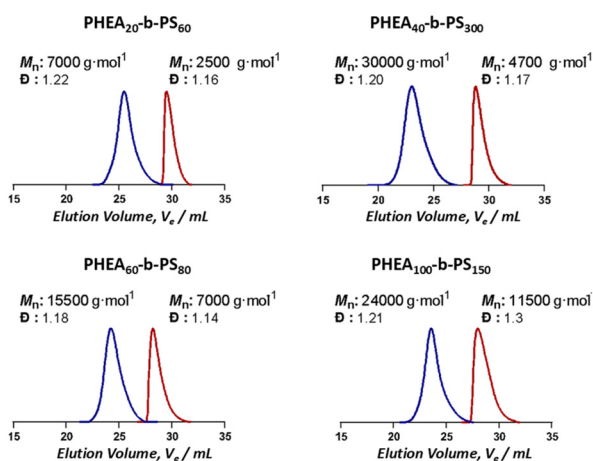 PHEA20-b-PS60
Mn: 7000 g·mol1
Đ : 1.22
Mn: 2500 g·mol1
Đ : 1.16
15 20 25 30 35
Elution Volume, Ve / mL
PHEA40-b-PS300
Mn: 30000 g·mol1
Đ : 1.20
Mn: 4700 g·mol1
Đ : 1.17
15 20 25 30 35
Elution Volume, Ve / mL
PHEA60-b-PS80
Mn: 15500 g·mol1
Đ : 1.18
Mn: 7000 g·mol1
Đ : 1.14
15 20 25 30 35
Elution Volume, Ve / mL
PHEA100-b-PS150
Mn: 24000 g·mol1
Đ : 1.21
Mn: 11500 g·mol1
Đ : 1.3
15 20 25 30 35
Elution Volume, Ve / mL